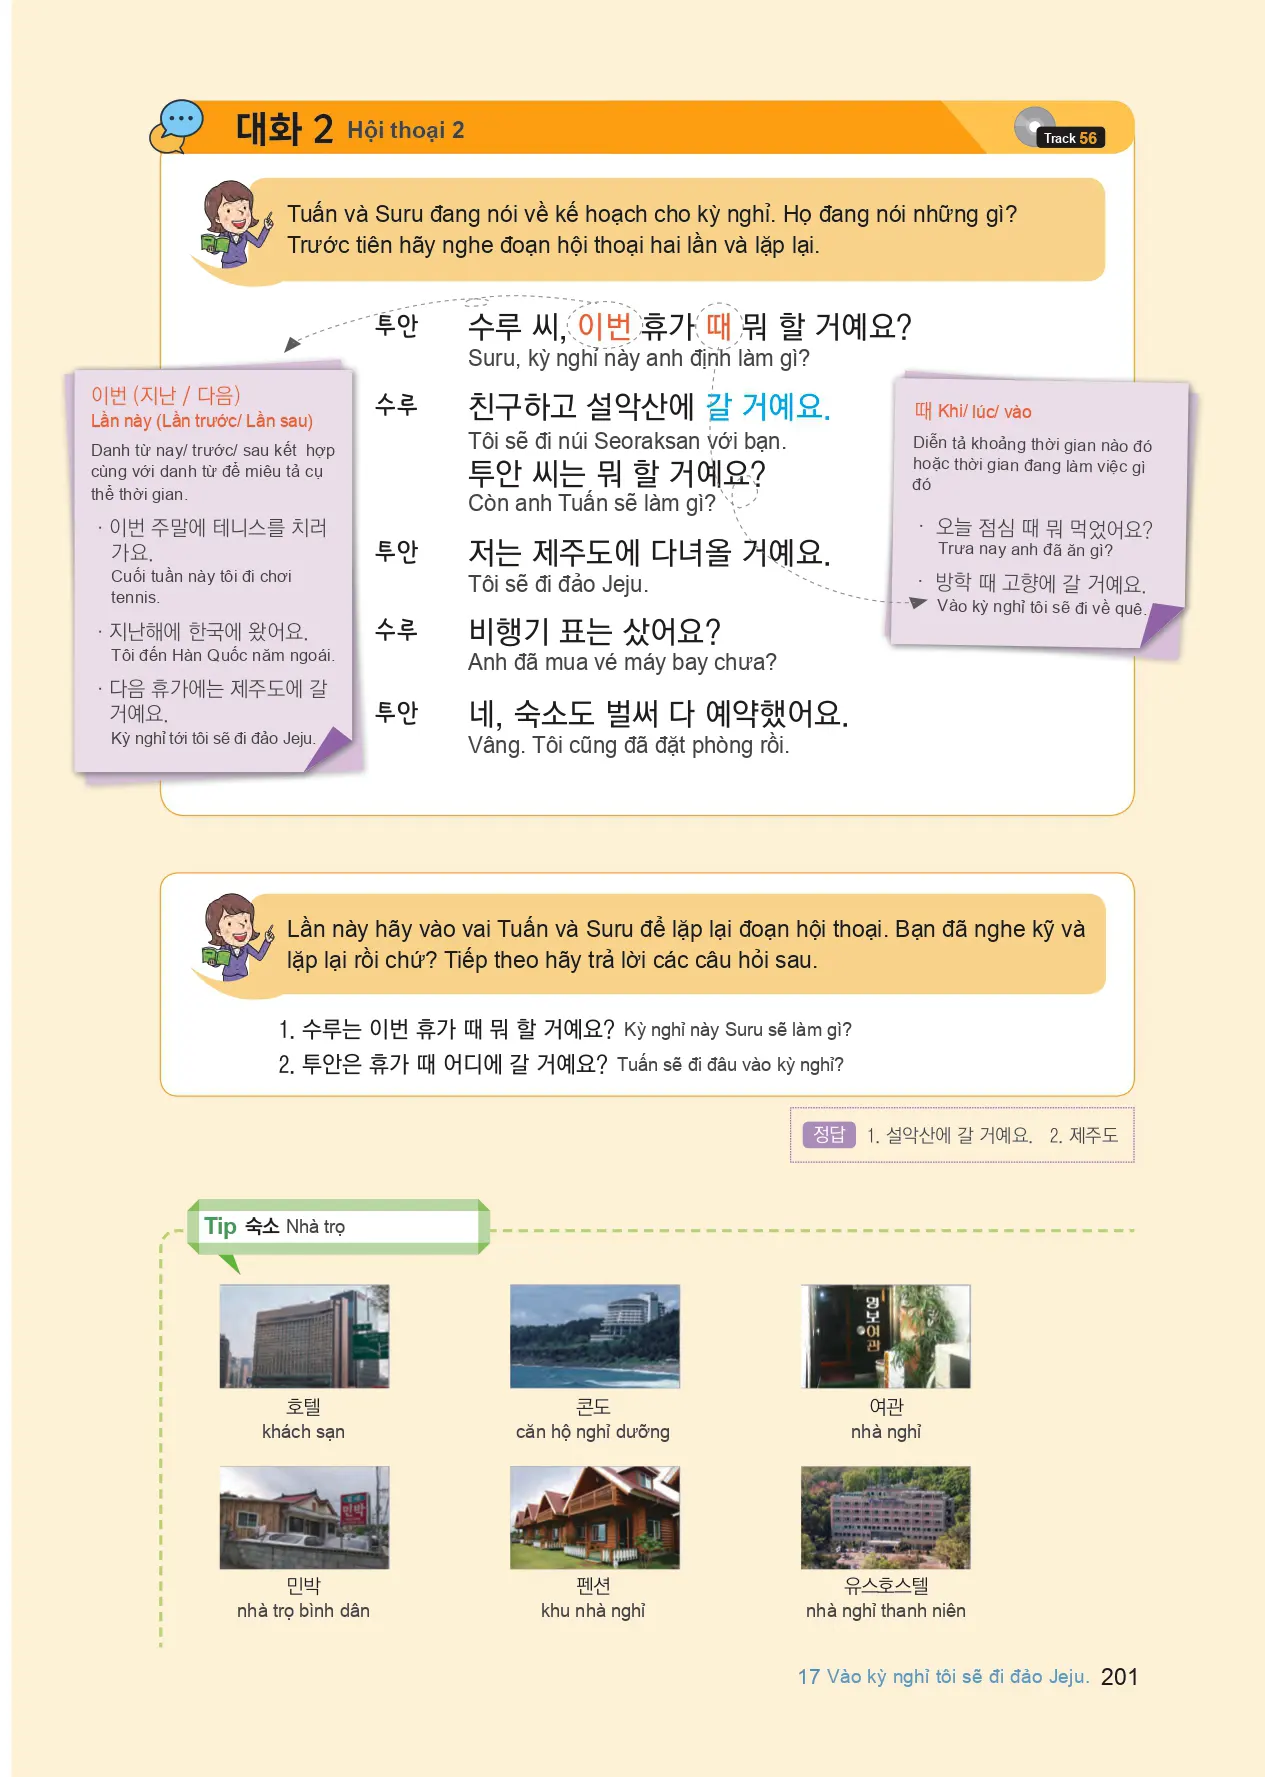 대화 2 Hội thoại 2
Track 56
Tuấn và Suru đang nói về kế hoạch cho kỳ nghỉ. Họ đang nói những gì?
Trước tiên hãy nghe đoạn hội thoại hai lần và lặp lại.
투안 수루 씨, 이번 휴가 때 뭐 할 거예요?
Suru, kỳ nghỉ này anh định làm gì?
수루 친구하고 설악산에 갈 거예요.
Tôi sẽ đi núi Seoraksan với bạn.
투안 씨는 뭐 할 거예요?
Còn anh Tuấn sẽ làm gì?
투안 저는 제주도에 다녀올 거예요.
Tôi sẽ đi đảo Jeju.
수루 비행기 표는 샀어요?
Anh đã mua vé máy bay chưa?
투안 네, 숙소도 벌써 다 예약했어요.
Vâng. Tôi cũng đã đặt phòng rồi.
이번 (지난 / 다음)
Lần này (Lần trước/ Lần sau)
Danh từ nay/ trước/ sau kết hợp
cùng với danh từ để miêu tả cụ
thể thời gian.
· 이번 주말에 테니스를 치러
가요.
Cuối tuần này tôi đi chơi
tennis.
· 지난해에 한국에 왔어요.
Tôi đến Hàn Quốc năm ngoái.
· 다음 휴가에는 제주도에 갈
거예요.
Kỳ nghỉ tới tôi sẽ đi đảo Jeju.
때 Khi/ lúc/ vào
Diễn tả khoảng thời gian nào đó
hoặc thời gian đang làm việc gì
đó
· 오늘 점심 때 뭐 먹었어요?
Trưa nay anh đã ăn gì?
· 방학 때 고향에 갈 거예요.
Vào kỳ nghỉ tôi sẽ đi về quê.
Lần này hãy vào vai Tuấn và Suru để lặp lại đoạn hội thoại. Bạn đã nghe kỹ và
lặp lại rồi chứ? Tiếp theo hãy trả lời các câu hỏi sau.
1. 수루는 이번 휴가 때 뭐 할 거예요? Kỳ nghỉ này Suru sẽ làm gì?
2. 투안은 휴가 때 어디에 갈 거예요? Tuấn sẽ đi đâu vào kỳ nghỉ?
정답 1. 설악산에 갈 거예요. 2. 제주도
Tip 숙소 Nhà trọ
명보여관
호텔
khách sạn
콘도
căn hộ nghỉ dưỡng
여관
nhà nghỉ
민박
민박
nhà trọ bình dân
펜션
khu nhà nghỉ
유스호스텔
nhà nghỉ thanh niên
17 Vào kỳ nghỉ tôi sẽ đi đảo Jeju. 201